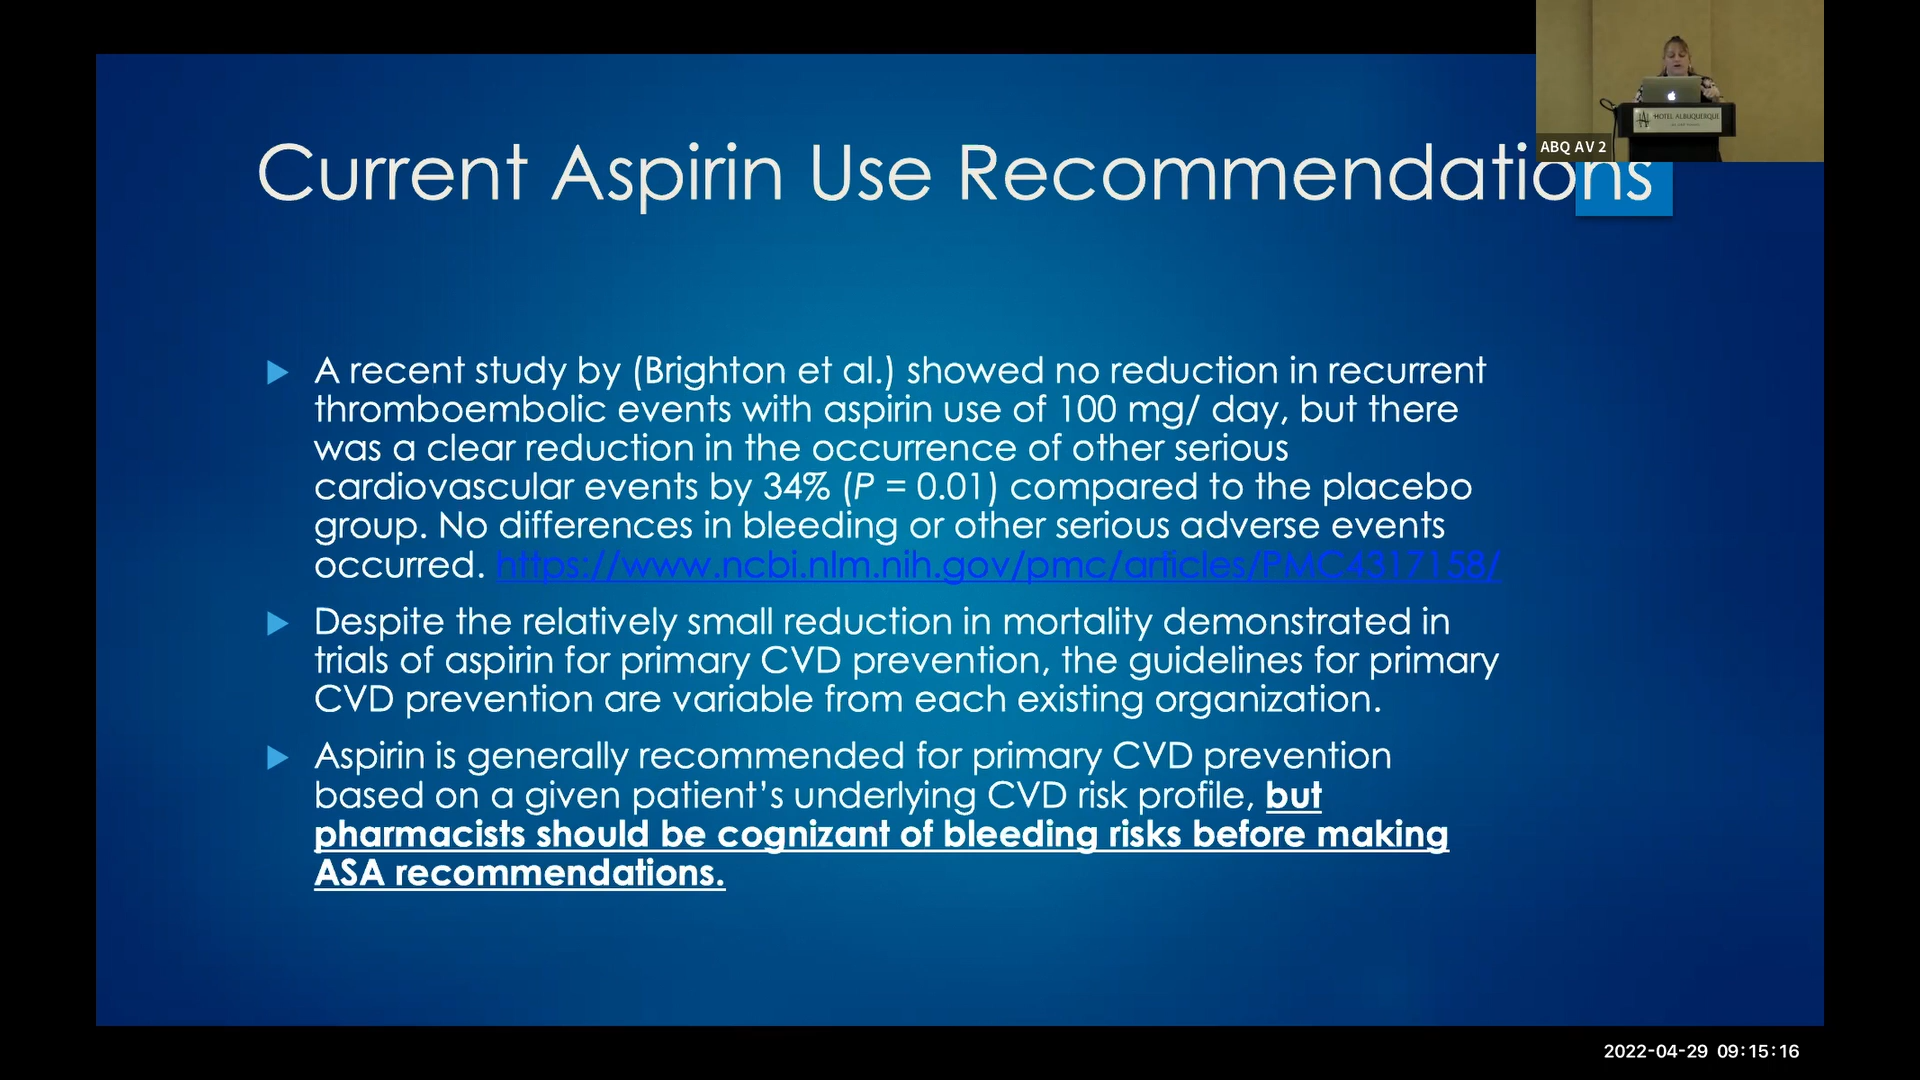 HOTEL ALBUQUERQUE
ABQ AV 2
Current Aspirin Use Recommendations
A recent study by (Brighton et al.) showed no reduction in recurrent
thromboembolic events with aspirin use of 100 mg/ day, but there
was a clear reduction in the occurrence of other serious
cardiovascular events by 34% (P = 0.01) compared to the placebo
group. No differences in bleeding or other serious adverse events
occurred. https://www.ncbi.nlm.nih.gov/pmc/articles/PMC4317158/
Despite the relatively small reduction in mortality demonstrated in
trials of aspirin for primary CVD prevention, the guidelines for primary
CVD prevention are variable from each existing organization.
Aspirin is generally recommended for primary CVD prevention
based on a given patient’s underlying CVD risk profile, but
pharmacists should be cognizant of bleeding risks before making
ASA recommendations.
2022-04-29 09:15:16